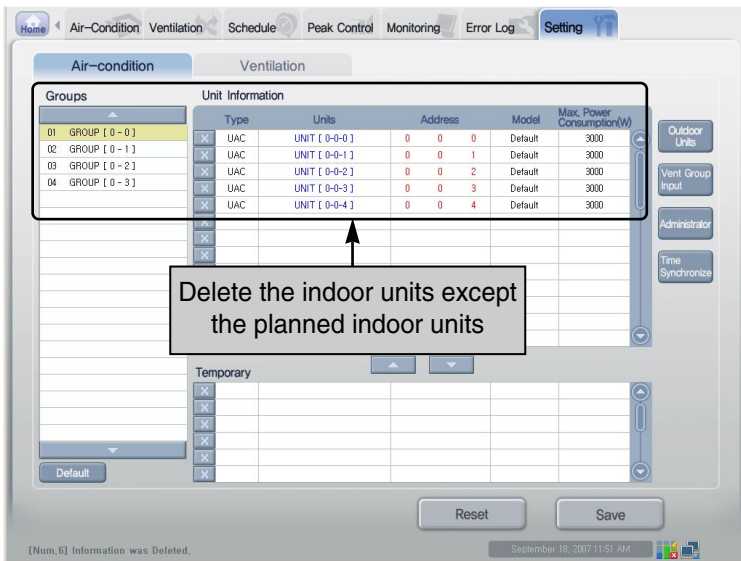 Home Air-Condition Ventilation Schedule Peak Control Monitoring Error Log Setting
Air-condition Ventilation
Groups
01 GROUP [ 0 - 0 ]
02 GROUP [ 0 - 1 ]
03 GROUP [ 0 - 2 ]
04 GROUP [ 0 - 3 ]
Default
Unit Information
Type Units Address Model Max, Power Consumption(W)
X UAC UNIT [ 0-0-0 ] 0 0 0 Default 3000
X UAC UNIT [ 0-0-1 ] 0 0 1 Default 3000
X UAC UNIT [ 0-0-2 ] 0 0 2 Default 3000
X UAC UNIT [ 0-0-3 ] 0 0 3 Default 3000
X UAC UNIT [ 0-0-4 ] 0 0 4 Default 3000
X
X
X
Delete the indoor units except
the planned indoor units
Temporary
X
X
X
X
X
X
Outdoor
Units
Vent Group
Input
Administrator
Time
Synchronize
Reset Save
[Num,6] Information was Deleted,
September 18, 2007 11:51 AM